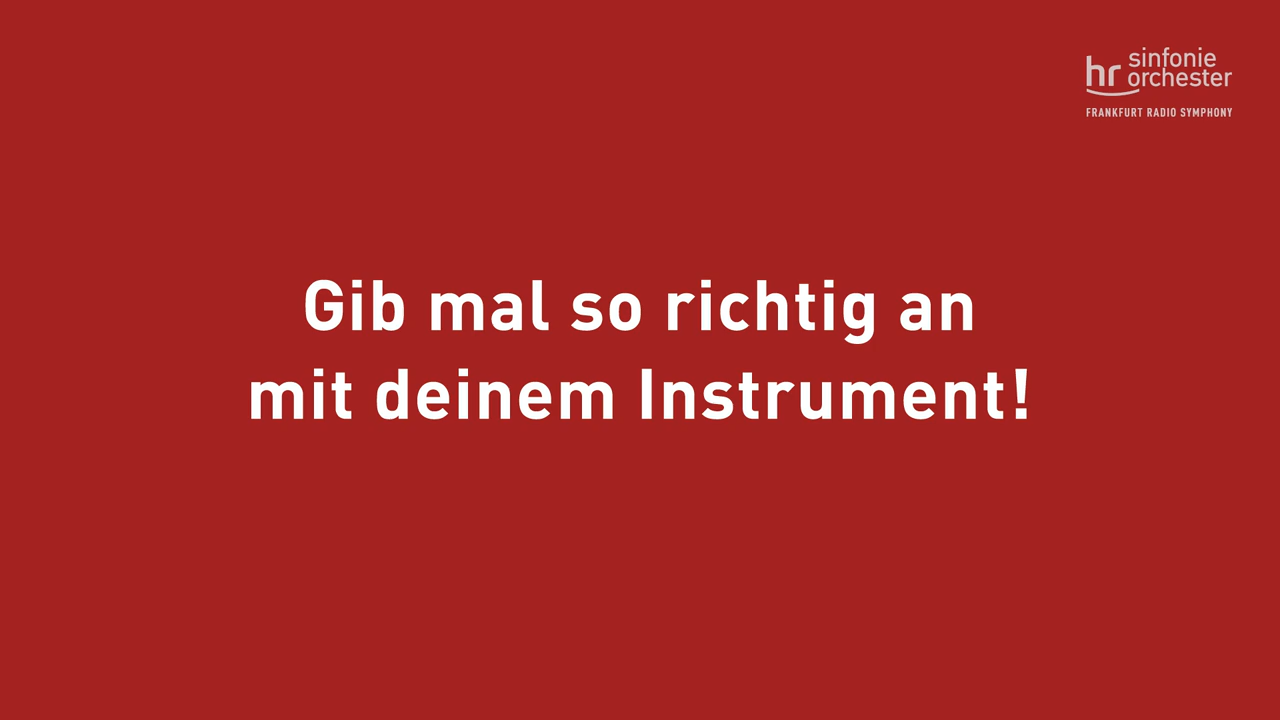 hr sinfonie
orchester
FRANKFURT RADIO SYMPHONY
Gib mal so richtig an
mit deinem Instrument!